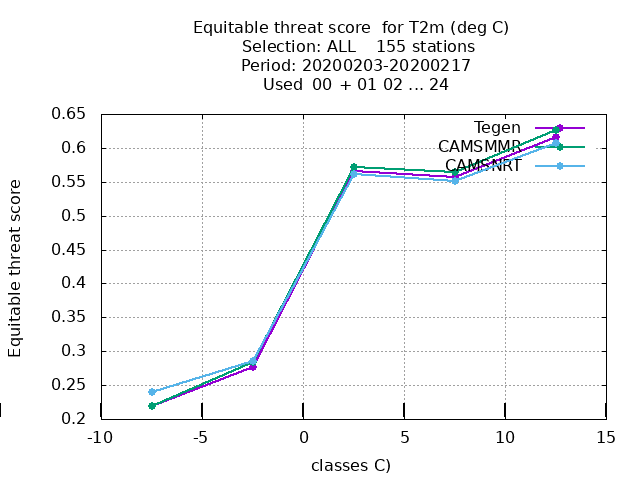 Equitable threat score  for T2m (deg C)
Selection: ALL    155 stations
Period: 20200203-20200217
Used  00 + 01 02 ... 24
0.65
0.6
0.55
0.5
0.45
0.4
0.35
0.3
0.25
0.2
Equitable threat score
Tegen
CAMSMMR
CAMSNRT
-10
-5
0
5
10
15
classes C)